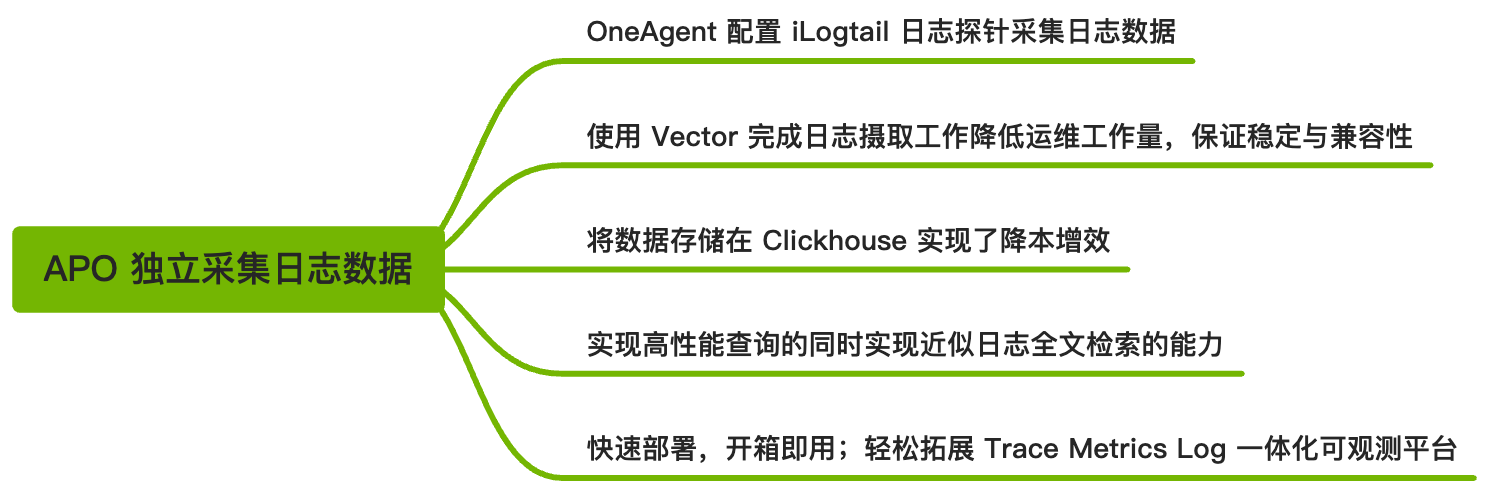 OneAgent 配置 iLogtail 日志探针采集日志数据
使用 Vector 完成日志摄取工作降低运维工作量，保证稳定与兼容性
APO 独立采集日志数据
将数据存储在 Clickhouse 实现了降本增效
实现高性能查询的同时实现近似日志全文检索的能力
快速部署，开箱即用；轻松拓展 Trace Metrics Log 一体化可观测平台